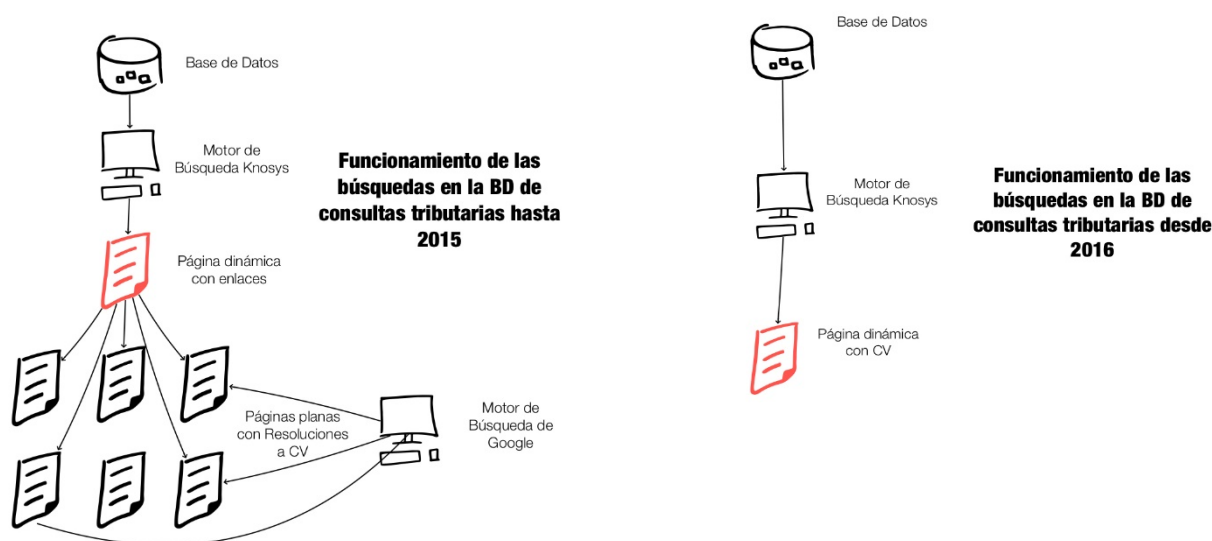 Base de Datos
Motor de
Búsqueda Knosys
Funcionamiento de las
búsquedas en la BD de
consultas tributarias hasta
2015
Página dinámica
con enlaces
Páginas planas
con Resoluciones
a CV
Motor de
Búsqueda de
Google
Base de Datos
Motor de
Búsqueda Knosys
Funcionamiento de las
búsquedas en la BD de
consultas tributarias desde
2016
Página dinámica
con CV